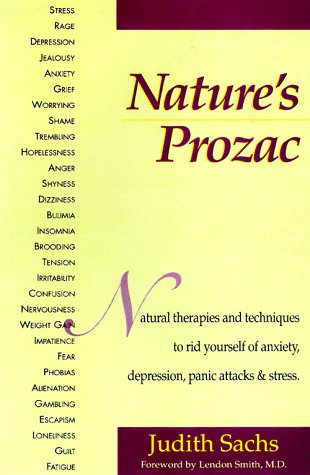 STRESS
RAGE
DEPRESSION
JEALOUSY
ANXIETY
GRIEF
WORRYING
SHAME
TREMBLING
HOPELESSNESS
ANGER
SHYNESS
DIZZINESS
BULIMIA
INSOMNIA
BROODING
TENSION
IRRITABILITY
CONFUSION
NERVOUSNESS
WEIGHT GAIN
IMPATIENCE
FEAR
PHOBIAS
ALIENATION
GAMBLING
ESCAPISM
LONELINESS
GUILT
FATIGUE
Nature's
Prozac
Natural therapies and techniques
to rid yourself of anxiety,
depression, panic attacks & stress.
Judith Sachs
Foreword by Lendon Smith, M.D.